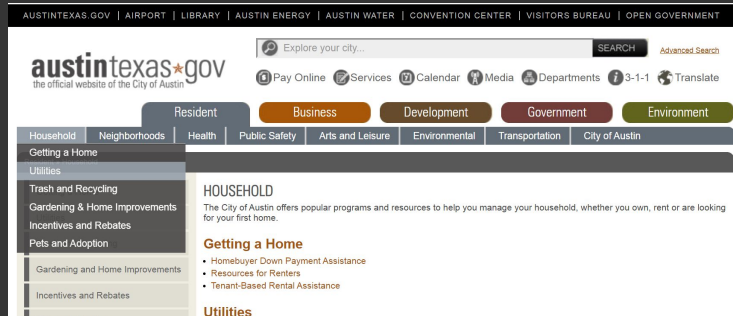 AUSTINTEXAS.GOV | AIRPORT | LIBRARY | AUSTIN ENERGY | AUSTIN WATER | CONVENTION CENTER | VISITORS BUREAU | OPEN GOVERNMENT
Explore your city... SEARCH Advanced Search
austintexas*gov
the official website of the City of Austin
Pay Online Services Calendar Media Departments 3-1-1 Translate
Resident Business Development Government Environment
Household Neighborhoods Health Public Safety Arts and Leisure Environmental Transportation City of Austin
Getting a Home
Utilities
Trash and Recycling
Gardening & Home Improvements
Incentives and Rebates
Pets and Adoption
Gardening and Home Improvements
Incentives and Rebates
HOUSEHOLD
The City of Austin offers popular programs and resources to help you manage your household, whether you own, rent or are looking
for your first home.
Getting a Home
• Homebuyer Down Payment Assistance
• Resources for Renters
• Tenant-Based Rental Assistance
Utilities